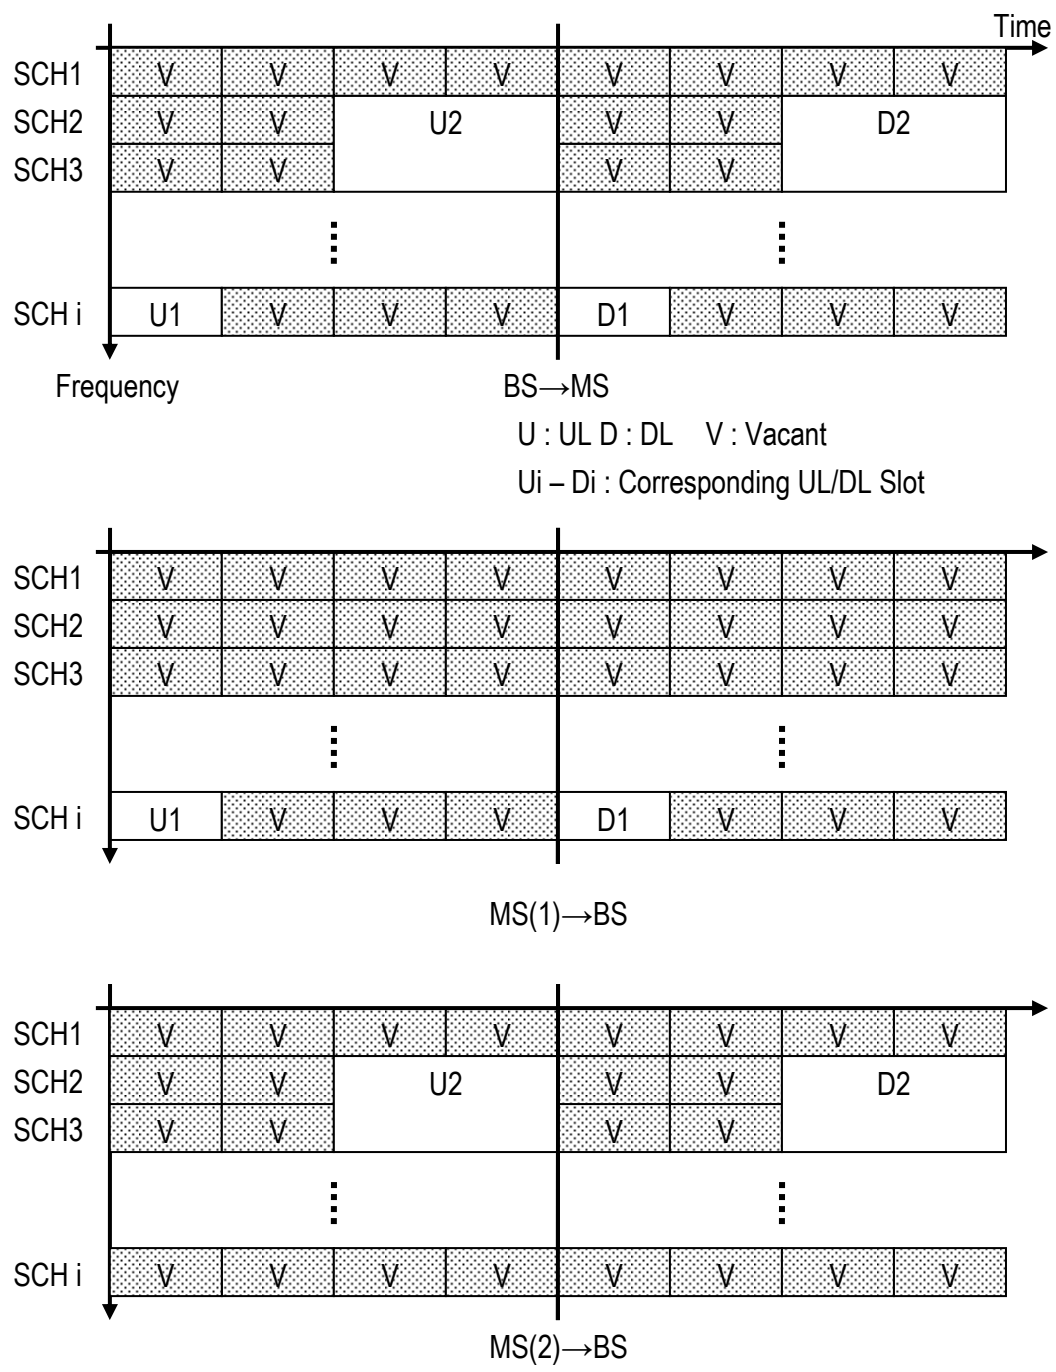 Time
SCH1 V V V V V V V V
SCH2 V V U2 V V D2
SCH3 V V V V
SCH i U1 V V V D1 V V V
Frequency BS→MS
U : UL D : DL V : Vacant
Ui – Di : Corresponding UL/DL Slot
SCH1 V V V V V V V V
SCH2 V V V V V V V V
SCH3 V V V V V V V V
SCH i U1 V V V D1 V V V
MS(1)→BS
SCH1 V V V V V V V V
SCH2 V V U2 V V D2
SCH3 V V V V
SCH i V V V V V V V V
MS(2)→BS